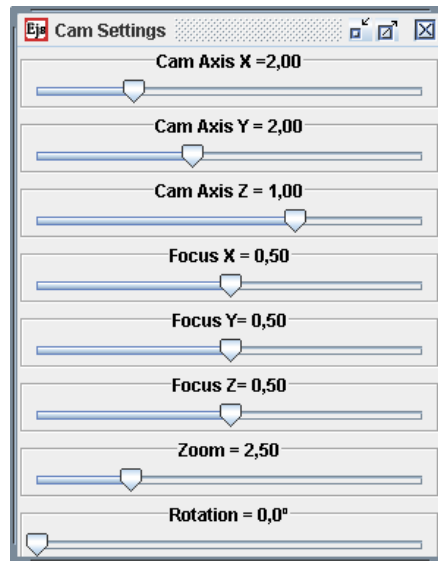 Ejs Cam Settings
Cam Axis X =2,00
Cam Axis Y = 2,00
Cam Axis Z = 1,00
Focus X = 0,50
Focus Y= 0,50
Focus Z= 0,50
Zoom = 2,50
Rotation = 0,0º